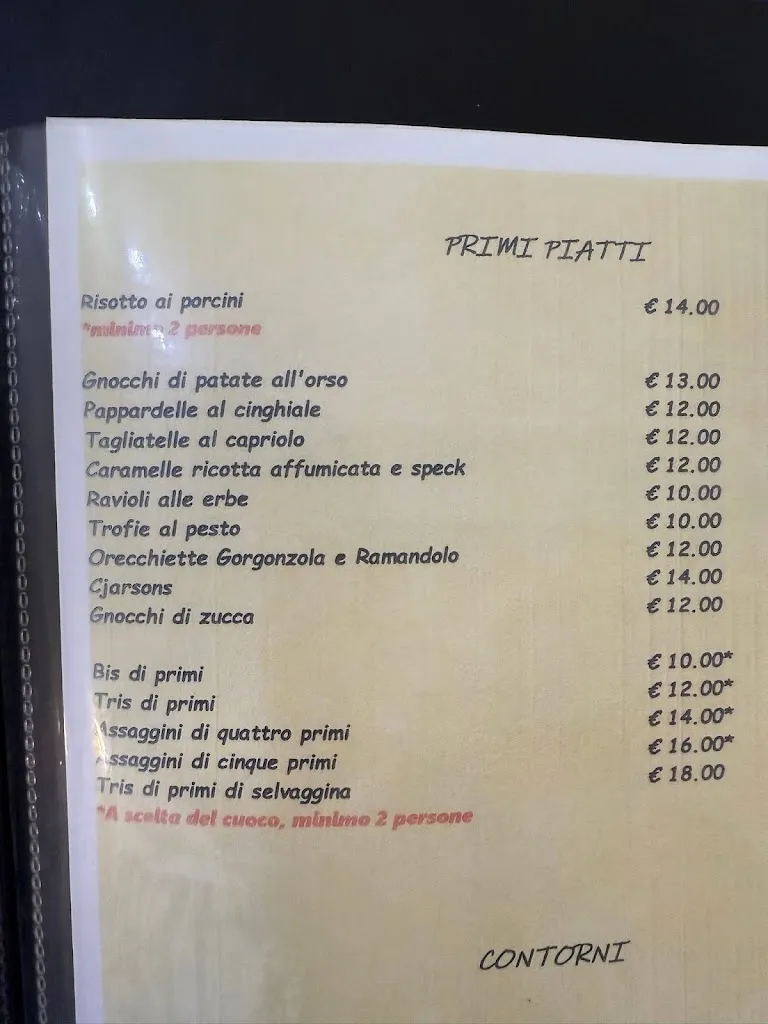 PRIMI PIATTI
Risotto ai porcini € 14.00
*minimo 2 persone
Gnocchi di patate all'orso € 13.00
Pappardelle al cinghiale € 12.00
Tagliatelle al capriolo € 12.00
Caramelle ricotta affumicata e speck € 12.00
Ravioli alle erbe € 10.00
Trofie al pesto € 10.00
Orecchiette Gorgonzola e Ramandolo € 12.00
Cjarsons € 14.00
Gnocchi di zucca € 12.00
Bis di primi € 10.00*
Tris di primi € 12.00*
Assaggini di quattro primi € 14.00*
Assaggini di cinque primi € 16.00*
Tris di primi di selvaggina € 18.00
*A scelta del cuoco, minimo 2 persone
CONTORNI